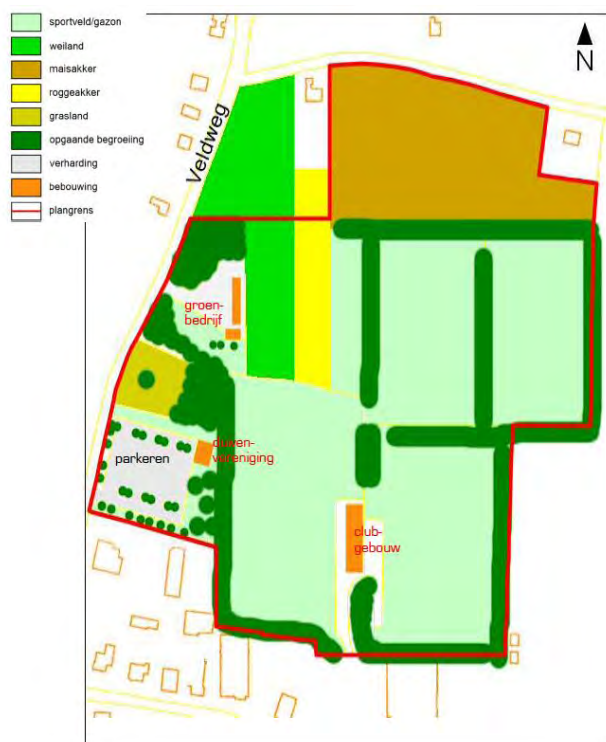 sportveld/gazon
weiland
maisakker
roggeakker
grasland
opgaande begroeiing
verharding
bebouwing
plangrens
N
Veldweg
groen-
bedrijf
duiven-
vereniging
parkeren
club-
gebouw